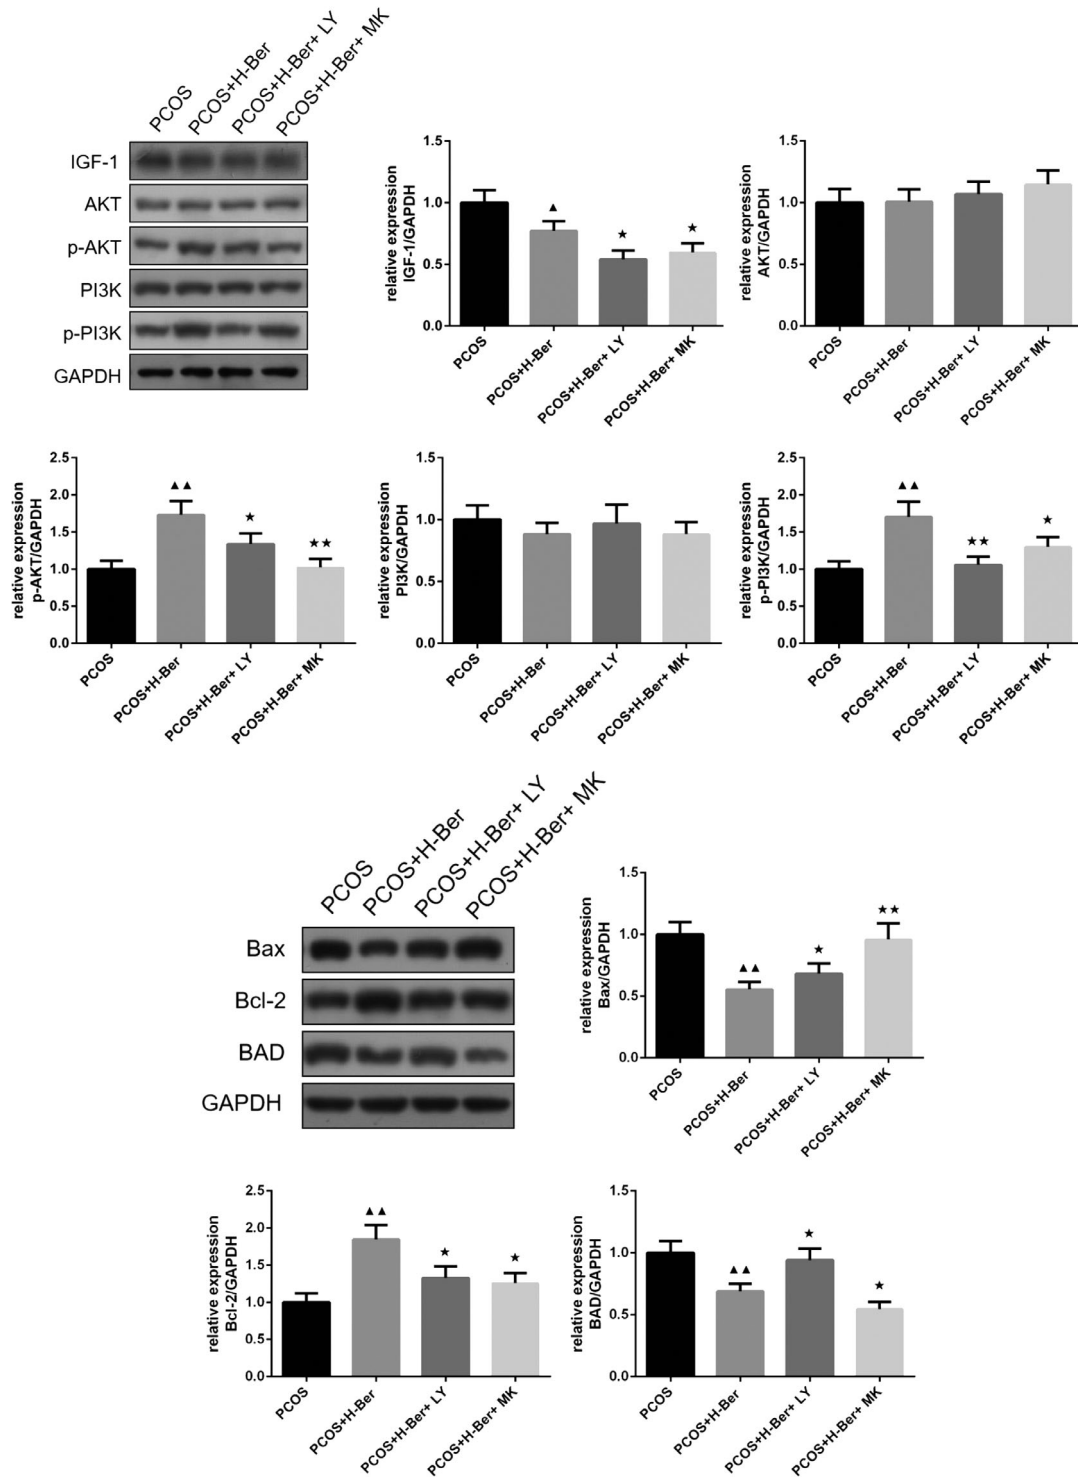 PCOS
PCOS+H-Ber
PCOS+H-Ber+ LY
PCOS+H-Ber+ MK
IGF-1
AKT
p-AKT
PI3K
p-PI3K
GAPDH
relative expression
IGF-1/GAPDH
1.5
1.0
0.5
0.0
▲
★
★
PCOS
PCOS+H-Ber
PCOS+H-Ber+ LY
PCOS+H-Ber+ MK
relative expression
AKT/GAPDH
1.5
1.0
0.5
0.0
PCOS
PCOS+H-Ber
PCOS+H-Ber+ LY
PCOS+H-Ber+ MK
relative expression
p-AKT/GAPDH
2.5
2.0
1.5
1.0
0.5
0.0
▲▲
★
★★
PCOS
PCOS+H-Ber
PCOS+H-Ber+ LY
PCOS+H-Ber+ MK
relative expression
PI3K/GAPDH
1.5
1.0
0.5
0.0
PCOS
PCOS+H-Ber
PCOS+H-Ber+ LY
PCOS+H-Ber+ MK
relative expression
p-PI3K/GAPDH
2.5
2.0
1.5
1.0
0.5
0.0
▲▲
★★
★
PCOS
PCOS+H-Ber
PCOS+H-Ber+ LY
PCOS+H-Ber+ MK
PCOS
PCOS+H-Ber
PCOS+H-Ber+ LY
PCOS+H-Ber+ MK
Bax
Bcl-2
BAD
GAPDH
relative expression
Bax/GAPDH
1.5
1.0
0.5
0.0
▲▲
★
★★
PCOS
PCOS+H-Ber
PCOS+H-Ber+ LY
PCOS+H-Ber+ MK
relative expression
Bcl-2/GAPDH
2.5
2.0
1.5
1.0
0.5
0.0
▲▲
★
★
PCOS
PCOS+H-Ber
PCOS+H-Ber+ LY
PCOS+H-Ber+ MK
relative expression
BAD/GAPDH
1.5
1.0
0.5
0.0
▲▲
★
★
PCOS
PCOS+H-Ber
PCOS+H-Ber+ LY
PCOS+H-Ber+ MK